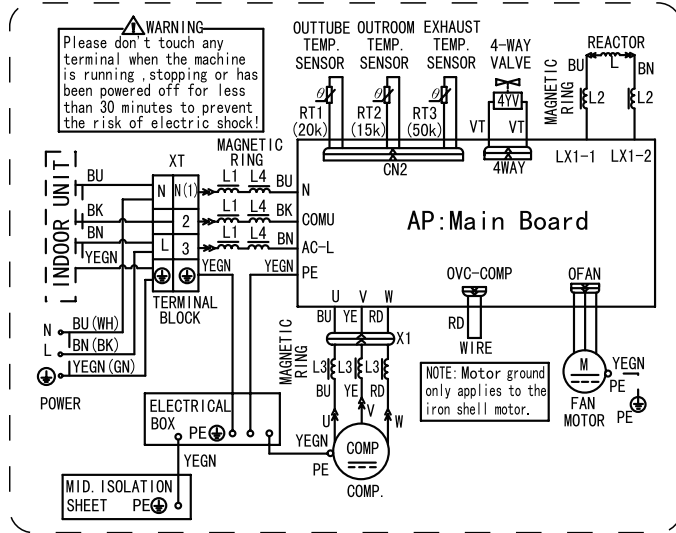 WARNING
Please don't touch any
terminal when the machine
is running ,stopping or has
been powered off for less
than 30 minutes to prevent
the risk of electric shock!
OUTTUBE OUTROOM EXHAUST
TEMP. TEMP. TEMP.
SENSOR SENSOR SENSOR
4-WAY
VALVE
REACTOR
BU L BN
MAGNETIC
RING
L2 L2
θ θ θ
4YV
RT1 RT2 RT3
(20k) (15k) (50k)
VT VT
CN2
4WAY
LX1-1 LX1-2
INDOOR UNIT
BU
BK
BN
YEGN
XT
N N(1)
2
L 3
TERMINAL
BLOCK
MAGNETIC
RING
L1 L4 BU N
L1 L4 BK COMU
L1 L4 BN AC-L
YEGN YEGN PE
AP:Main Board
OVC-COMP
RD
WIRE
OFAN
U V W
BU YE RD
X1
MAGNETIC
RING
L3 L3 L3
BU YE RD
U V W
N BU(WH)
L BN(BK)
YEGN(GN)
POWER
NOTE: Motor ground
only applies to the
iron shell motor.
M
YEGN
PE
FAN
MOTOR
PE
ELECTRICAL
BOX
PE
YEGN
YEGN
PE
COMP
COMP.
MID. ISOLATION
SHEET PE